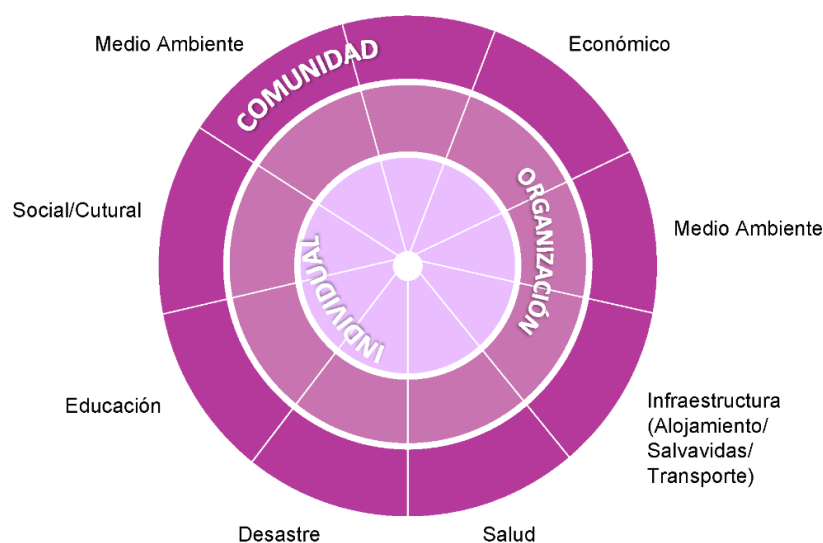 Medio Ambiente
Económico
COMUNIDAD
ORGANIZACIÓN
INDIVIDUAL
Social/Cutural
Medio Ambiente
Educación
Infraestructura
(Alojamiento/
Salvavidas/
Transporte)
Desastre
Salud